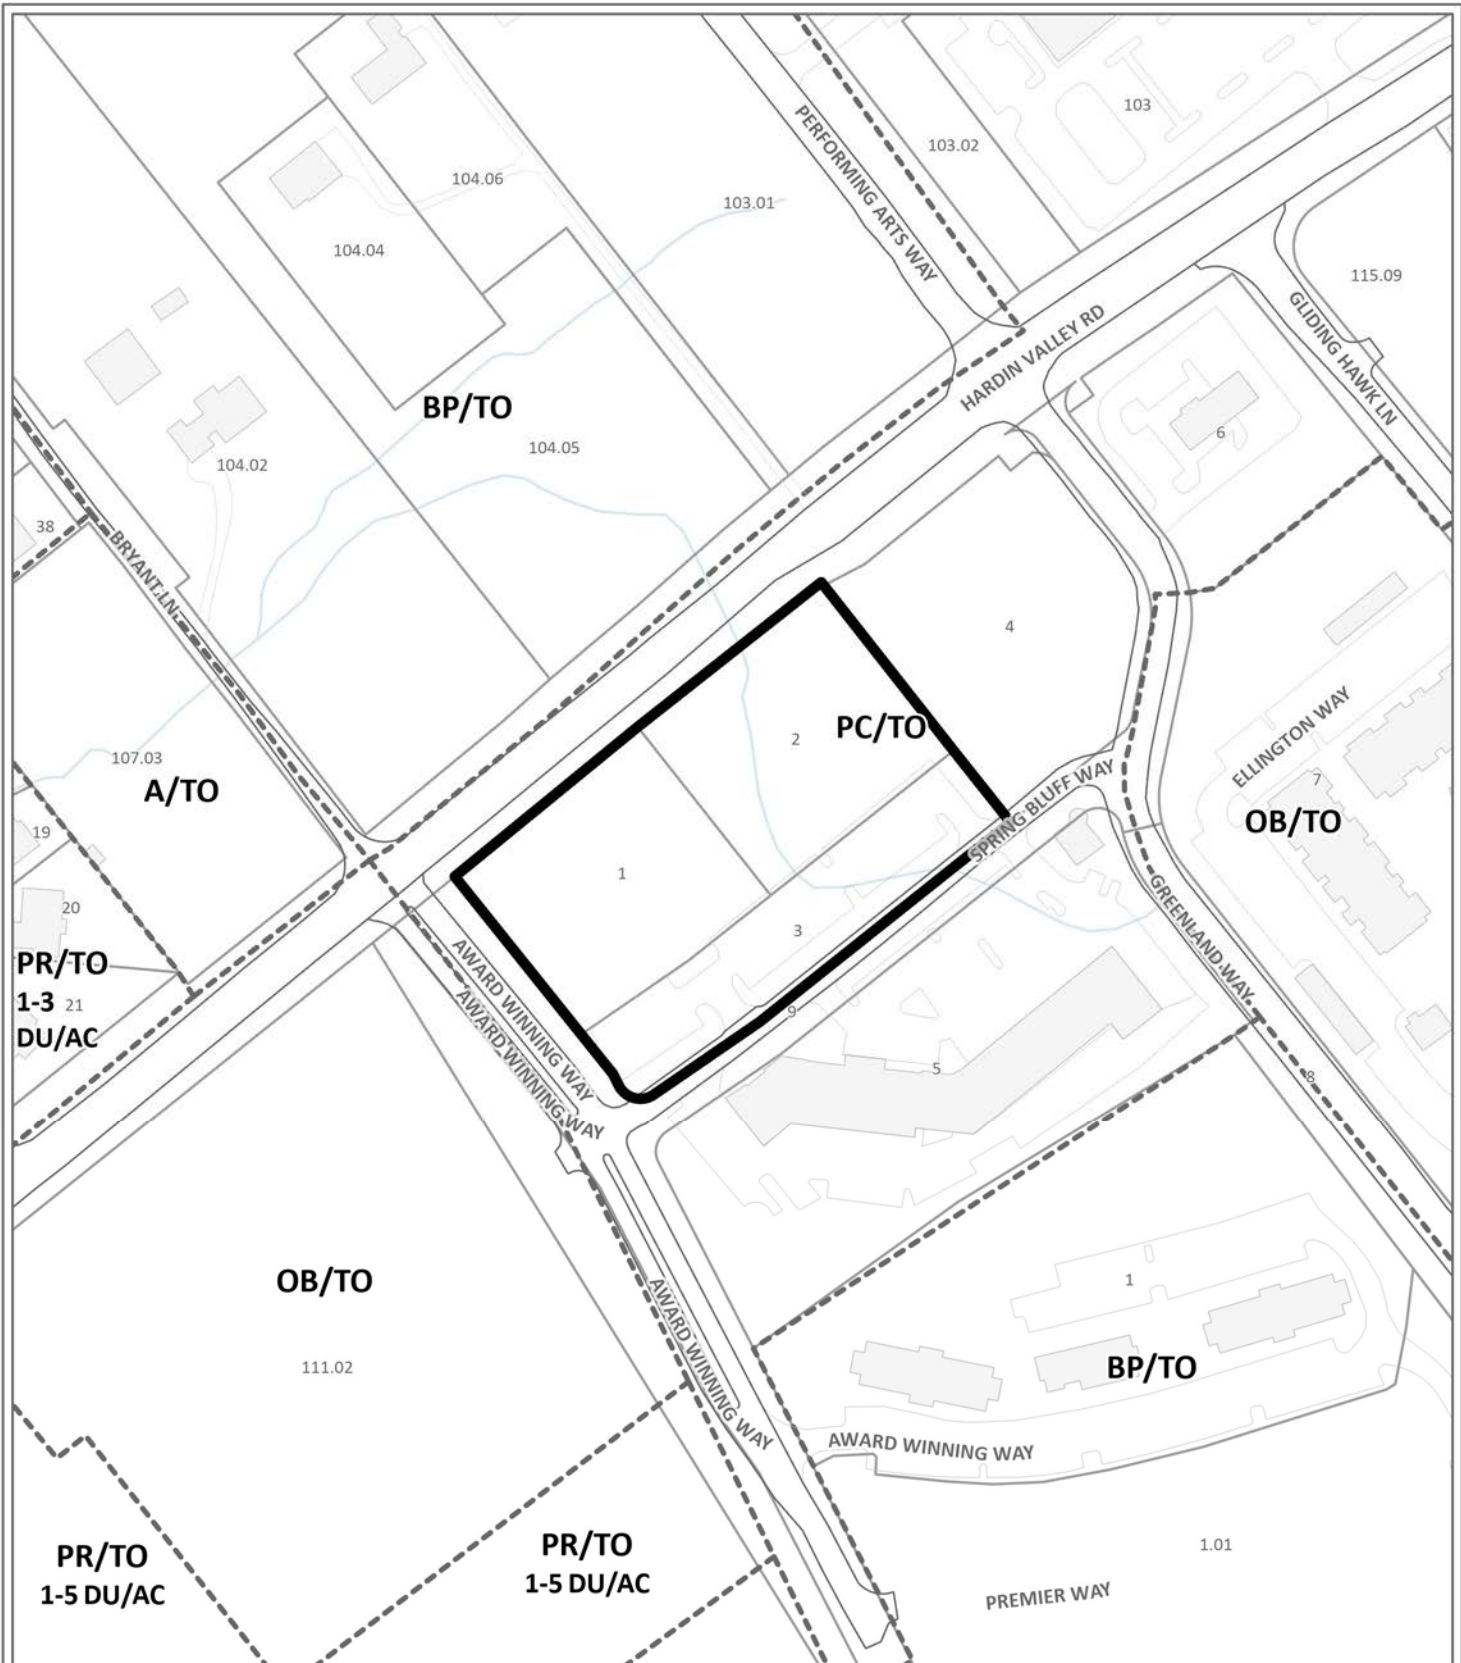 103
103.02
PERFORMING ARTS WAY
104.06
103.01
104.04
115.09
GLIDING HAWK LN
HARDIN VALLEY RD
BP/TO
6
104.05
104.02
38
BRYANT LN
4
PC/TO
2
ELLINGTON WAY
107.03
A/TO
7
OB/TO
SPRING BLUFF WAY
19
1
20
GREENLAND WAY
3
PR/TO
1-3
DU/AC
21
AWARD WINNING WAY
AWARD WINNING WAY
9
5
8
OB/TO
1
111.02
BP/TO
AWARD WINNING WAY
AWARD WINNING WAY
PR/TO
1-5 DU/AC
PR/TO
1-5 DU/AC
1.01
PREMIER WAY